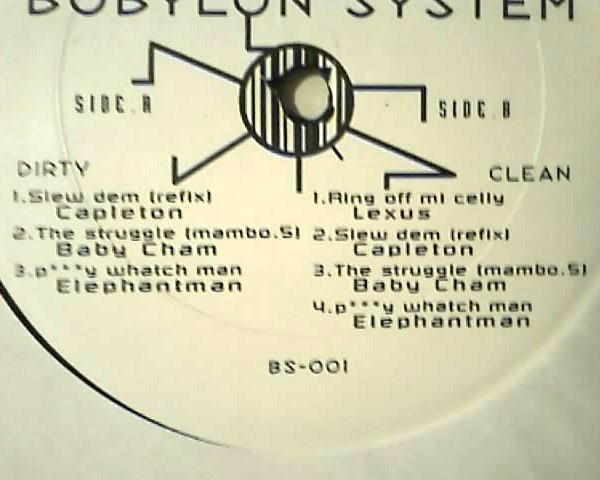 BOBYLON SYSTEM
SIDE.A
SIDE.B
DIRTY
1.Slew dem (refix)
Capleton
2.The struggle (mambo.5)
Baby Cham
3.p***y whatch man
Elephantman
CLEAN
1.Ring off mi celly
Lexus
2.Slew dem (refix)
Capleton
3.The struggle (mambo.5)
Baby Cham
4.p***y whatch man
Elephantman
BS-001